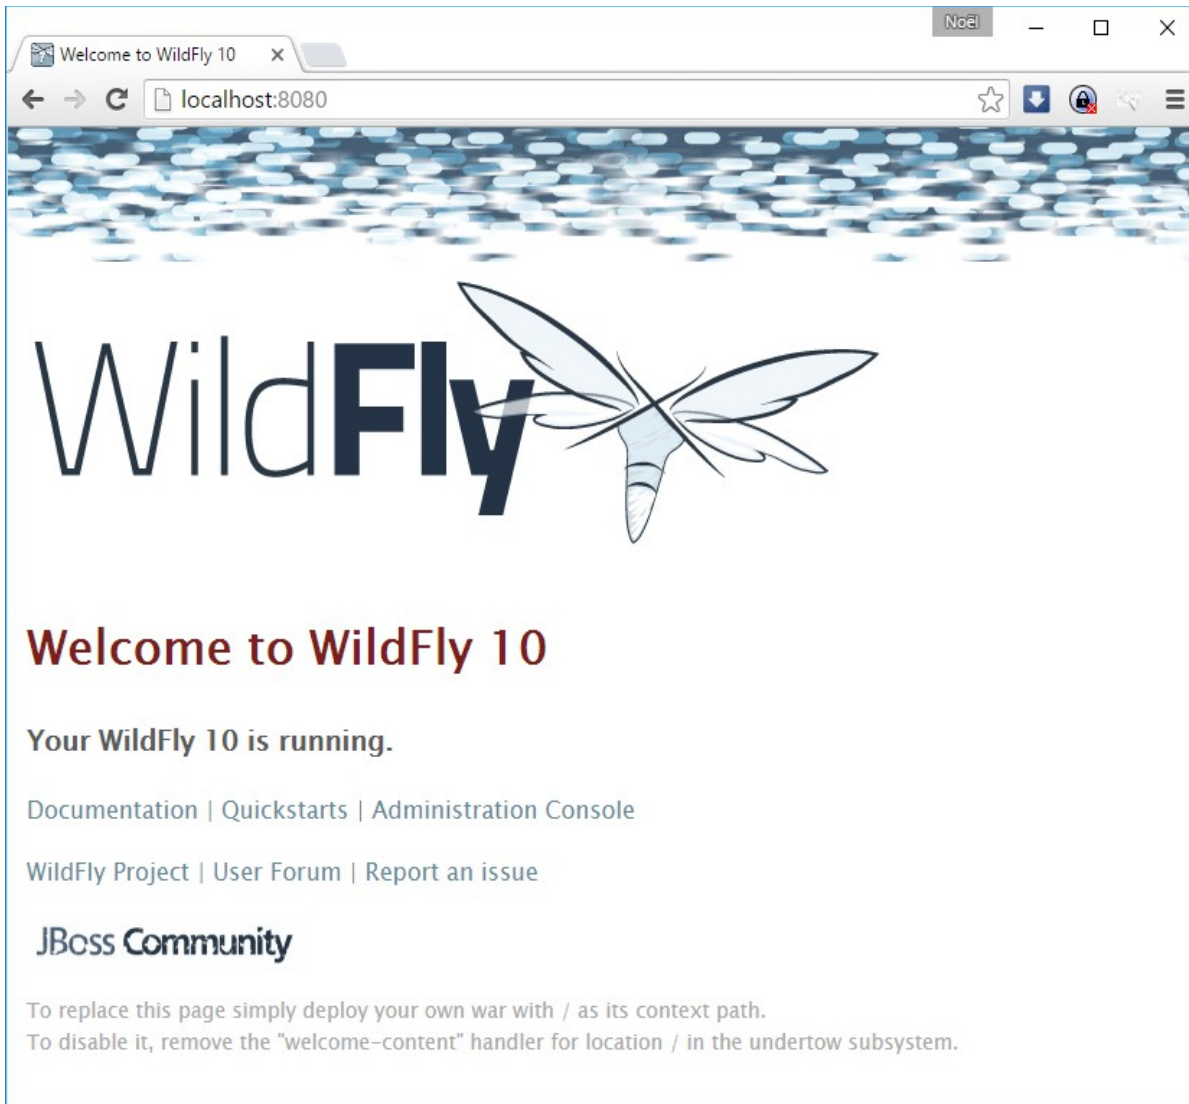 Noël
Welcome to WildFly 10
localhost:8080
WildFly
Welcome to WildFly 10
Your WildFly 10 is running.
Documentation | Quickstarts | Administration Console
WildFly Project | User Forum | Report an issue
JBoss Community
To replace this page simply deploy your own war with / as its context path.
To disable it, remove the "welcome-content" handler for location / in the undertow subsystem.